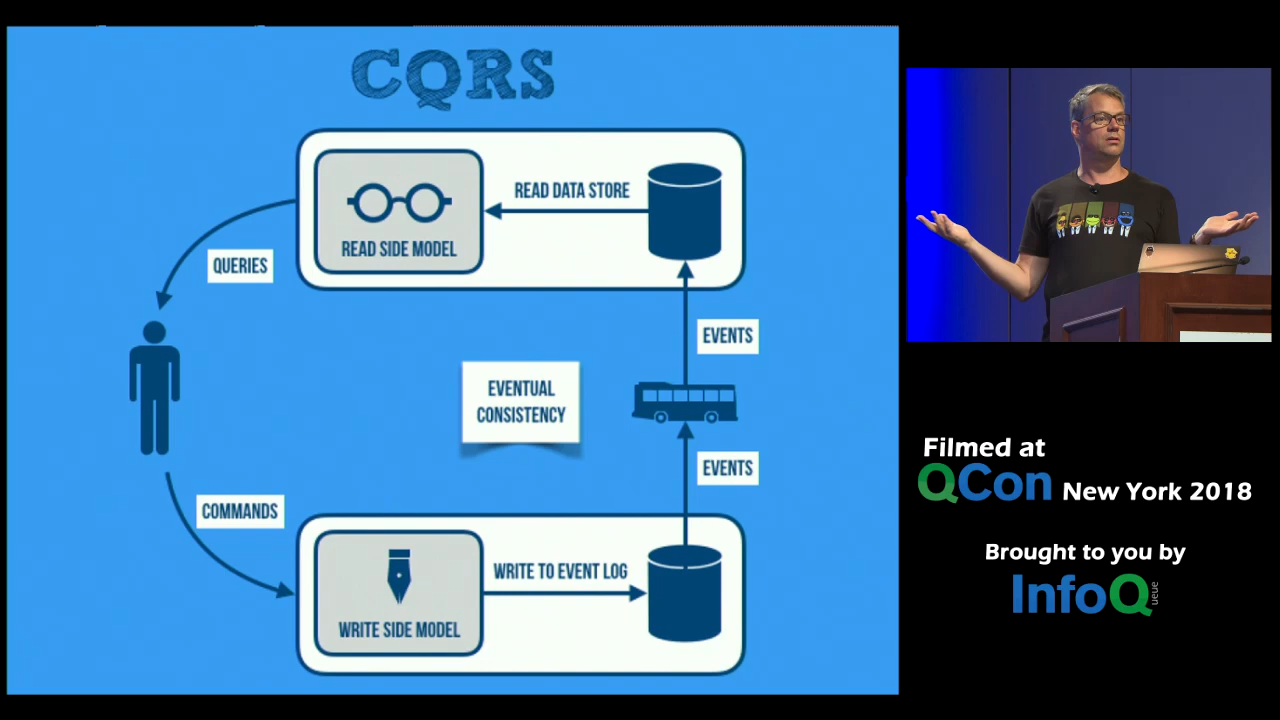 CQRS
READ DATA STORE
READ SIDE MODEL
QUERIES
EVENTS
EVENTUAL
CONSISTENCY
EVENTS
COMMANDS
WRITE TO EVENT LOG
WRITE SIDE MODEL
Filmed at
QCon New York 2018
Brought to you by
InfoQueue